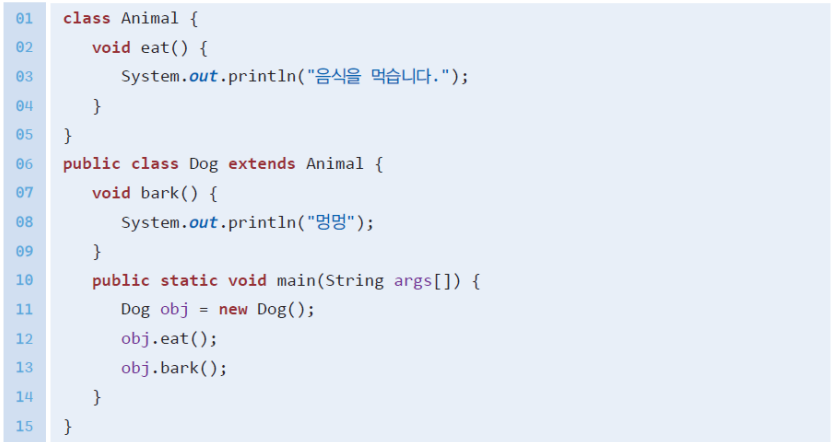 01 class Animal {
02    void eat() {
03       System.out.println("음식을 먹습니다.");
04    }
05 }
06 public class Dog extends Animal {
07    void bark() {
08       System.out.println("멍멍");
09    }
10    public static void main(String args[]) {
11       Dog obj = new Dog();
12       obj.eat();
13       obj.bark();
14    }
15 }